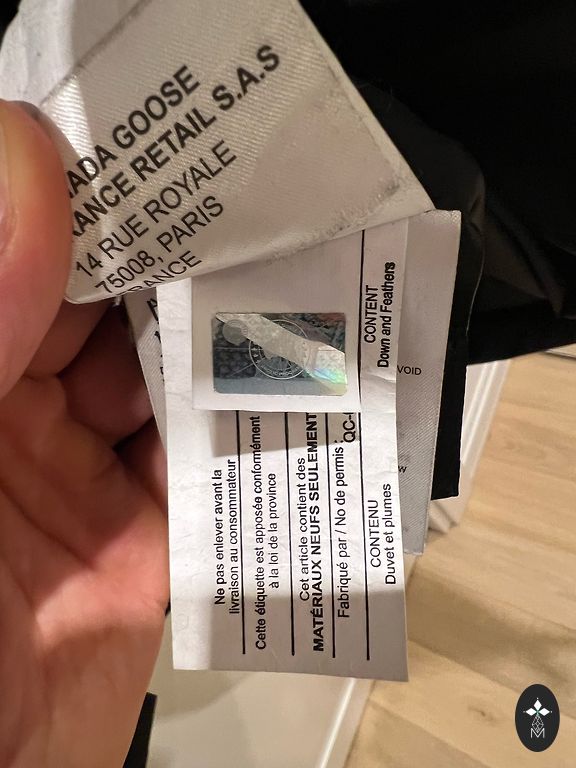 ADA GOOSE
ANCE RETAIL S.A.S
14 RUE ROYALE
75008, PARIS
RANCE
CONTENT
Down and Feathers
VOID
Ne pas enlever avant la
livraison au consommateur
Cette étiquette est apposée conformément
à la loi de la province
Cet article contient des
MATÉRIAUX NEUFS SEULEMENT
Fabriqué par / No de permis : QC-
CONTENU
Duvet et plumes
M